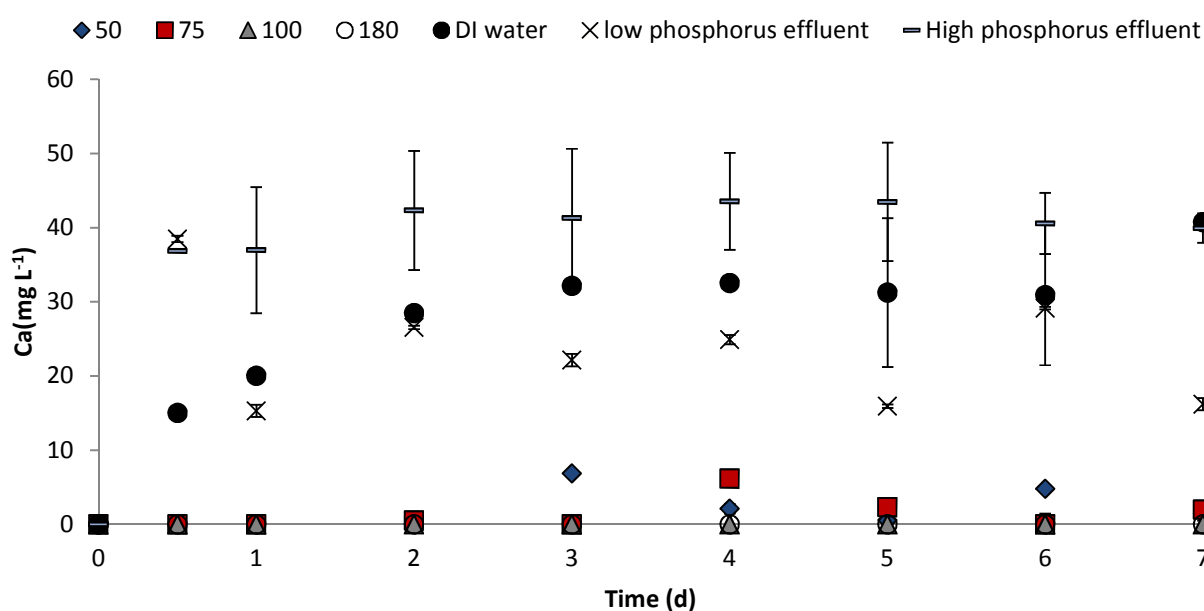 50 75 100 180 DI water low phosphorus effluent High phosphorus effluent
60
50
40
30
20
10
0
Ca(mg L⁻¹)
0 1 2 3 4 5 6 7
Time (d)